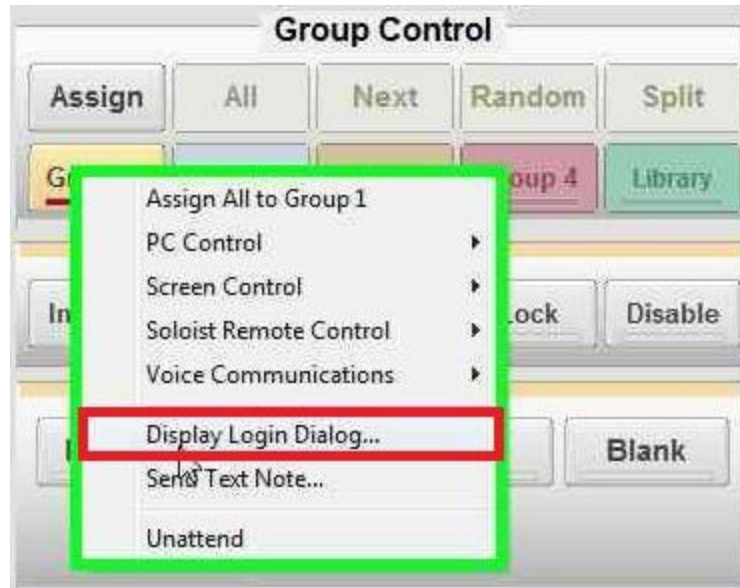 Group Control
Assign All Next Random Split
Library
Assign All to Group 1
PC Control
Screen Control
Soloist Remote Control
Voice Communications
Disable
Display Login Dialog...
Blank
Send Text Note...
Unattend